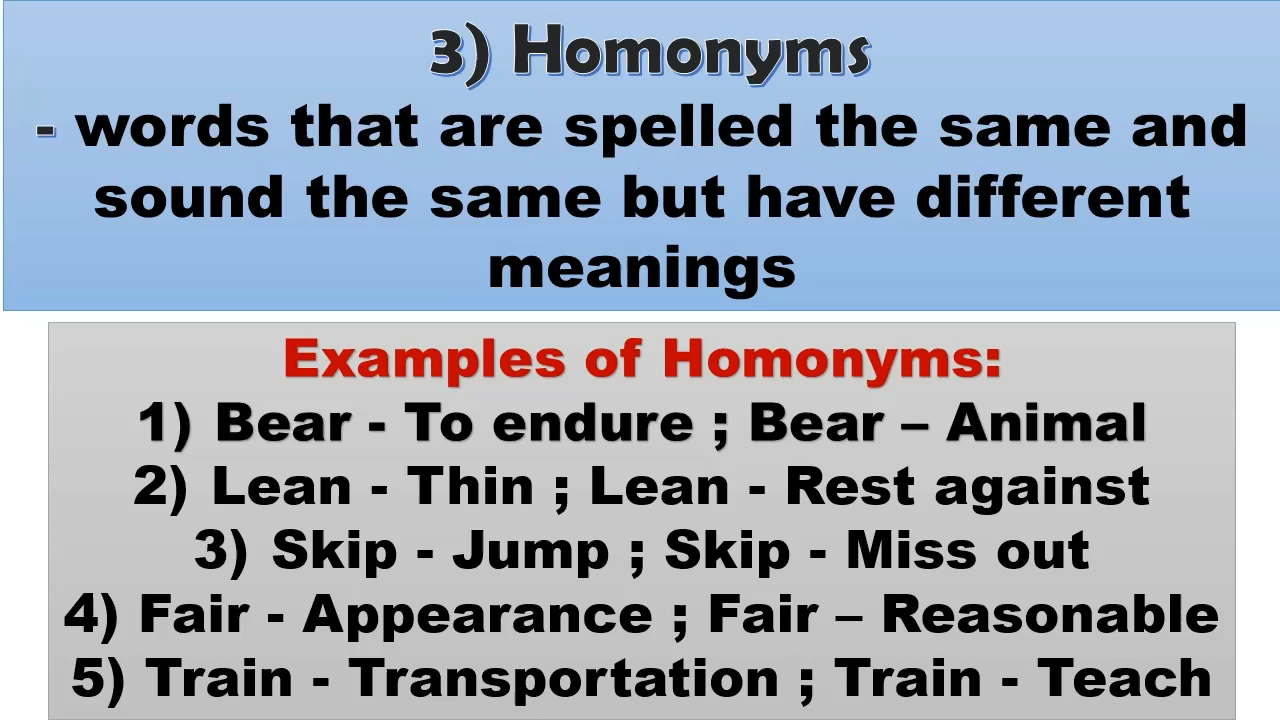 3) Homonyms
- words that are spelled the same and
sound the same but have different
meanings
Examples of Homonyms:
1) Bear - To endure ; Bear – Animal
2) Lean - Thin ; Lean - Rest against
3) Skip - Jump ; Skip - Miss out
4) Fair - Appearance ; Fair – Reasonable
5) Train - Transportation ; Train - Teach